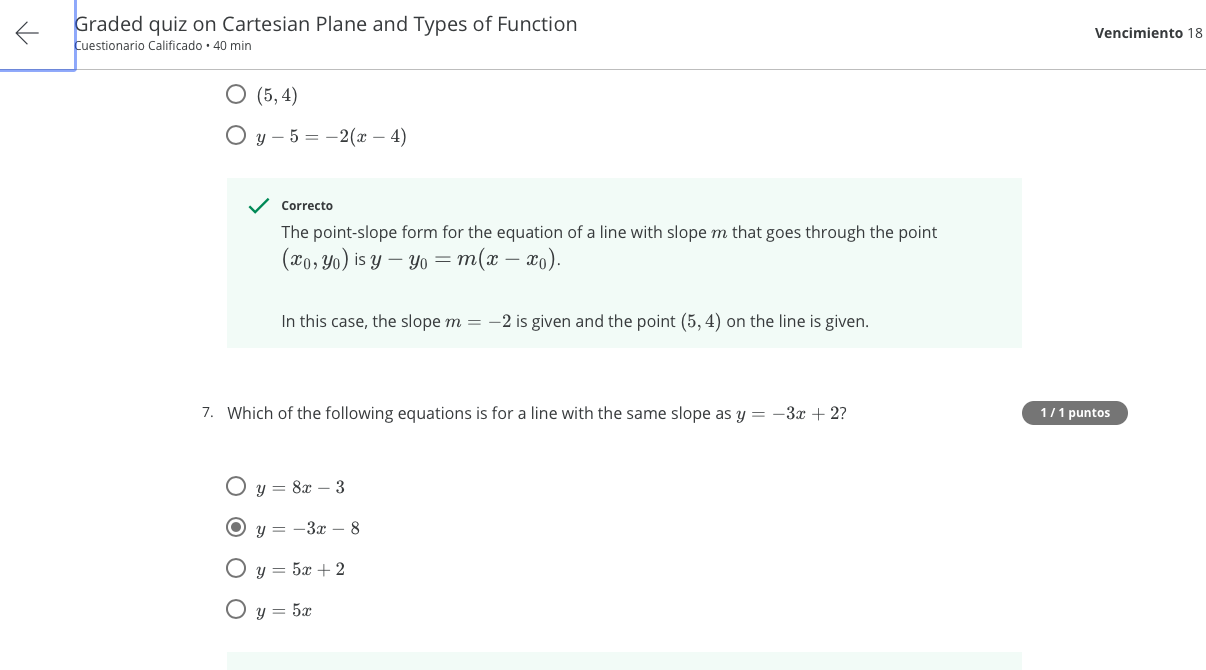 Graded quiz on Cartesian Plane and Types of Function
Cuestionario Calificado • 40 min
Vencimiento 18
(5, 4)
y − 5 = −2(x − 4)
Correcto
The point-slope form for the equation of a line with slope m that goes through the point
(x₀, y₀) is y − y₀ = m(x − x₀).
In this case, the slope m = −2 is given and the point (5, 4) on the line is given.
7. Which of the following equations is for a line with the same slope as y = −3x + 2?
1 / 1 puntos
y = 8x − 3
y = −3x − 8
y = 5x + 2
y = 5x